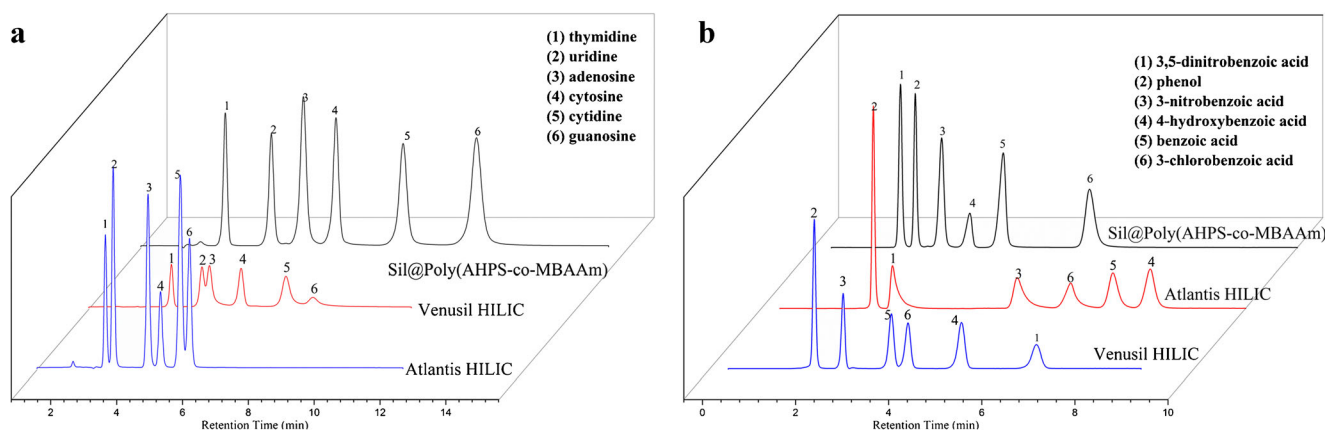 a
(1) thymidine
(2) uridine
(3) adenosine
(4) cytosine
(5) cytidine
(6) guanosine
1 2 3 4 5 6
Sil@Poly(AHPS-co-MBAAm)
1 2 3 4 5 6
Venusil HILIC
1 2 3 4 5 6
Atlantis HILIC
2 4 6 8 10 12 14
Retention Time (min)
b
(1) 3,5-dinitrobenzoic acid
(2) phenol
(3) 3-nitrobenzoic acid
(4) 4-hydroxybenzoic acid
(5) benzoic acid
(6) 3-chlorobenzoic acid
1 2 3 4 5 6
Sil@Poly(AHPS-co-MBAAm)
2 1 3 6 5 4
Atlantis HILIC
2 3 5 6 4 1
Venusil HILIC
0 2 4 6 8 10
Retention Time (min)